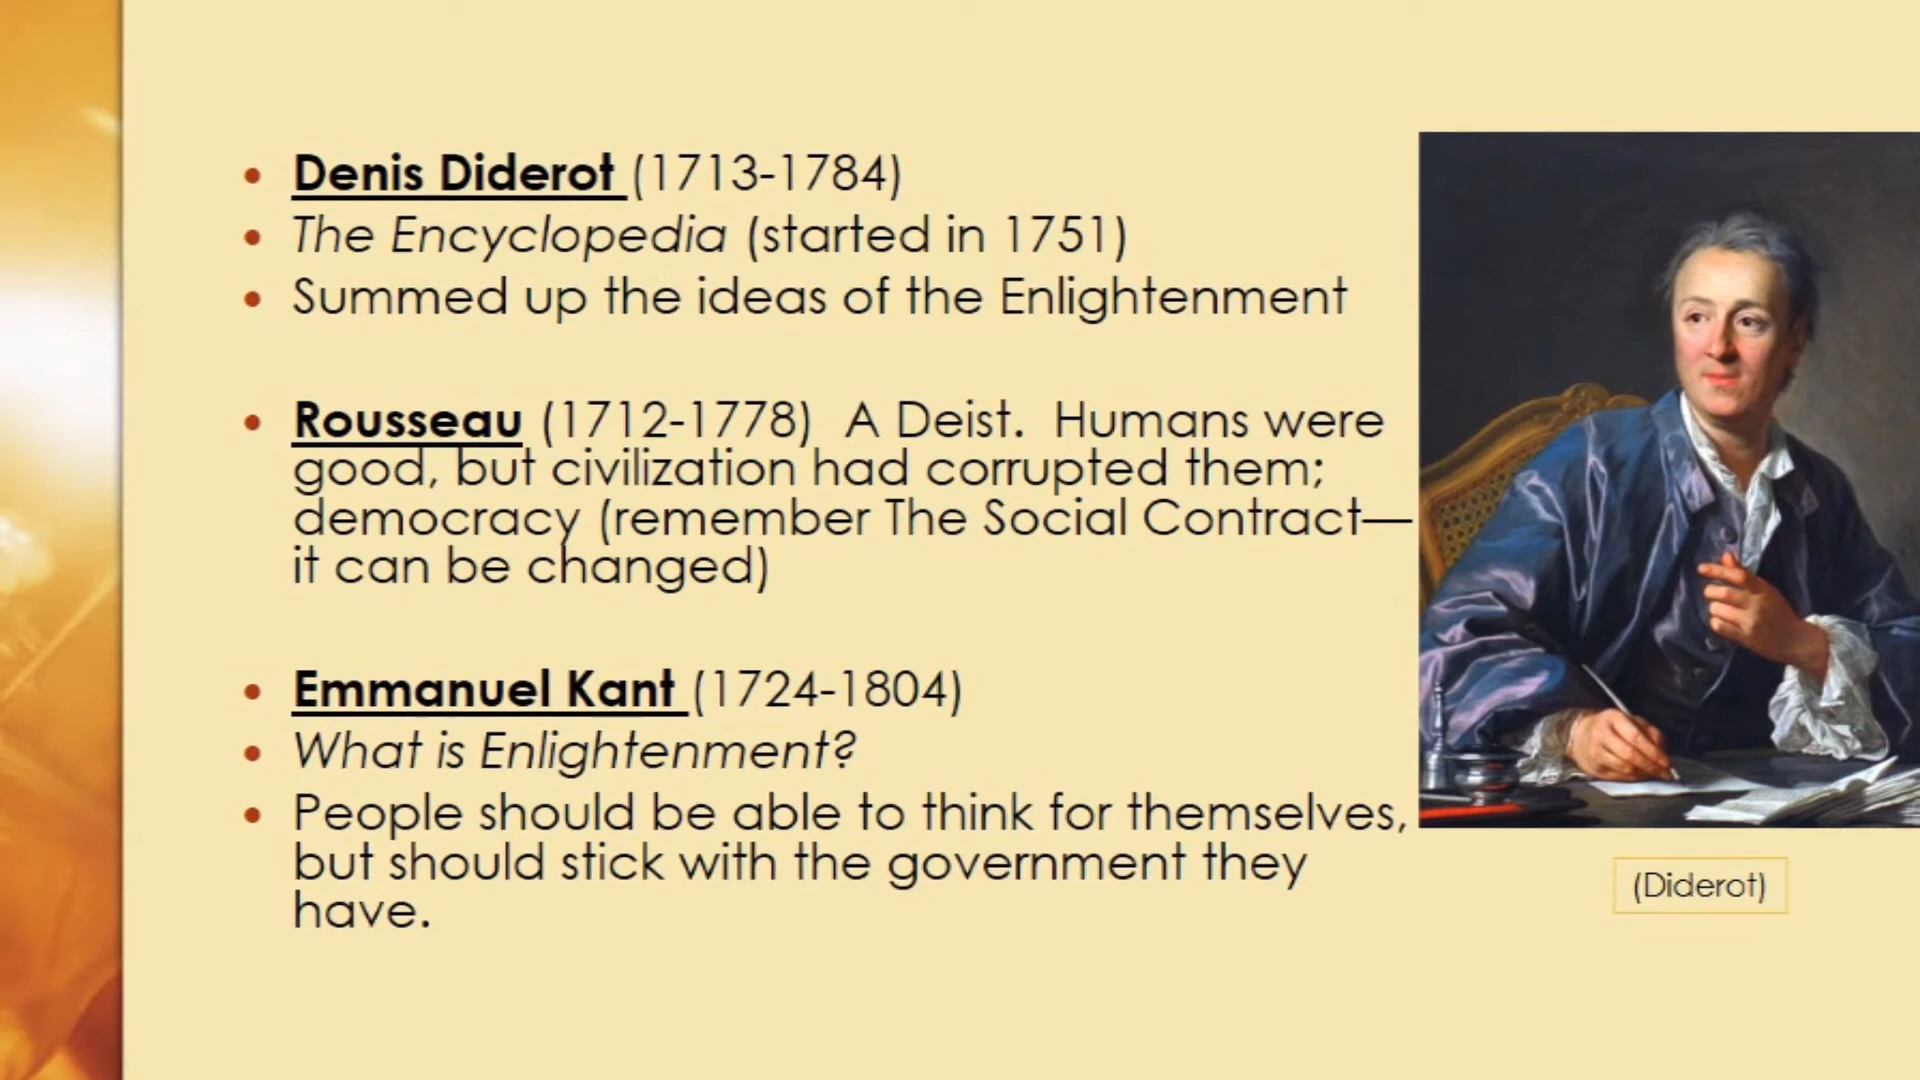 Denis Diderot (1713-1784)
The Encyclopedia (started in 1751)
Summed up the ideas of the Enlightenment
Rousseau (1712-1778) A Deist. Humans were
good, but civilization had corrupted them;
democracy (remember The Social Contract—
it can be changed)
Emmanuel Kant (1724-1804)
What is Enlightenment?
People should be able to think for themselves,
but should stick with the government they
have.
(Diderot)